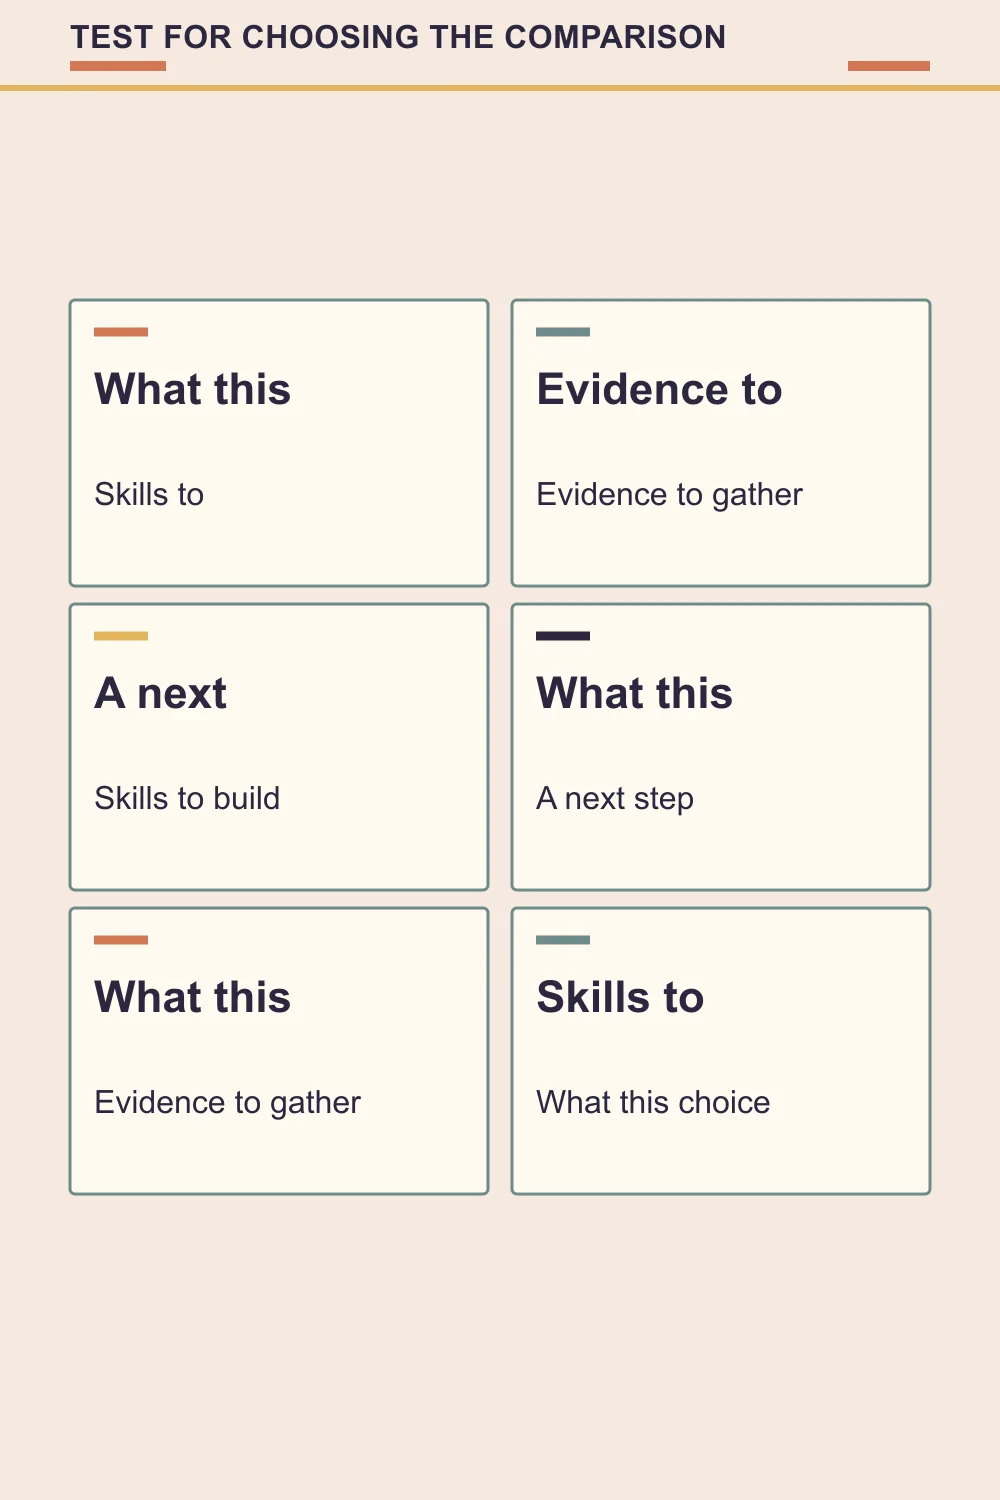 TEST FOR CHOOSING THE COMPARISON
What this
Skills to
Evidence to
Evidence to gather
A next
Skills to build
What this
A next step
What this
Evidence to gather
Skills to
What this choice